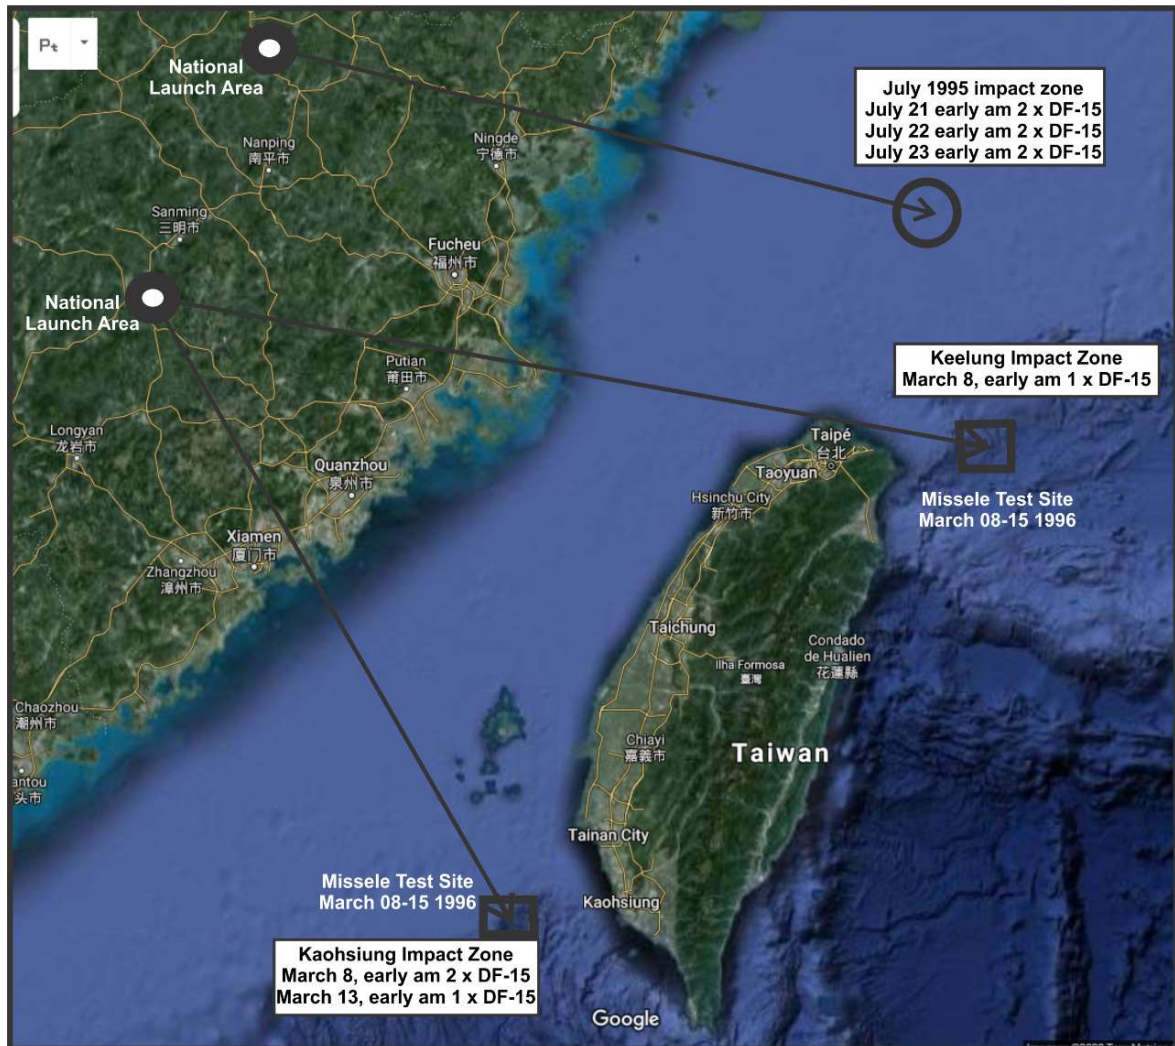 Pt
National
Launch Area
July 1995 impact zone
July 21 early am 2 x DF-15
July 22 early am 2 x DF-15
July 23 early am 2 x DF-15
Nanping
南平市
Ningde
宁德市
Sanming
三明市
Fucheu
福州市
National
Launch Area
Keelung Impact Zone
March 8, early am 1 x DF-15
Putian
莆田市
Longyan
龙岩市
Taipé
台北
Quanzhou
泉州市
Taoyuan
Hsinchu City
新竹市
Missele Test Site
March 08-15 1996
Xiamen
厦门市
Zhangzhou
漳州市
Taichung
Condado
de Hualien
花蓮縣
Ilha Formosa
臺灣
Chaozhou
潮州市
Chiayi
嘉義市
Taiwan
antou
头市
Tainan City
Missele Test Site
March 08-15 1996
Kaohsiung
Kaohsiung Impact Zone
March 8, early am 2 x DF-15
March 13, early am 1 x DF-15
Google